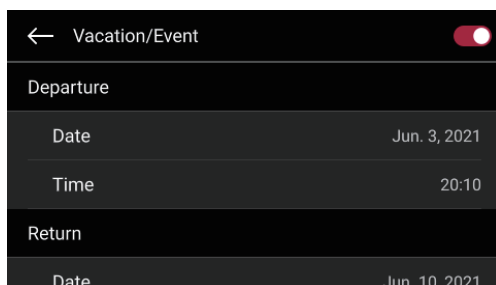 Vacation/Event
Departure
Date Jun. 3, 2021
Time 20:10
Return
Date Jun. 10, 2021